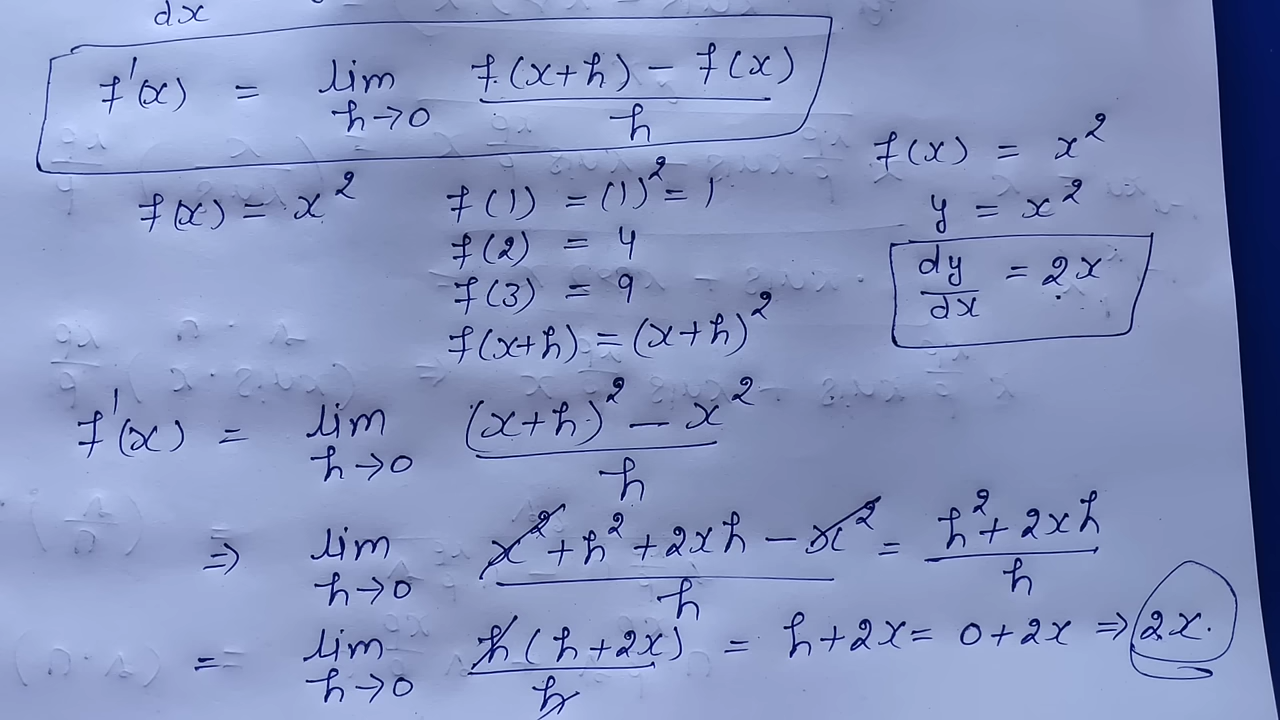 dx
f'(x) = lim h→0 f(x+h) − f(x) / h
f(x) = x²
f(1) = (1)² = 1
f(2) = 4
f(3) = 9
f(x+h) = (x+h)²
f(x) = x²
y = x²
dy/dx = 2x
f'(x) = lim h→0 (x+h)² − x² / h
⇒ lim h→0 x² + h² + 2xh − x² / h = h² + 2xh / h
= lim h→0 h(h+2x) / h = h+2x = 0+2x ⇒ 2x.